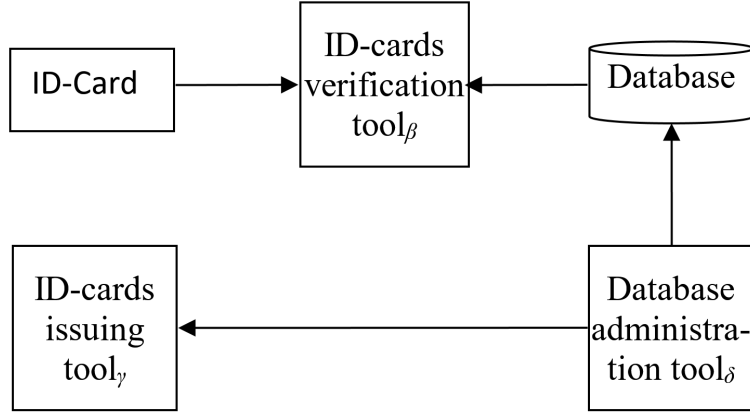 ID-Card
ID-cards
verification
toolᵦ
Database
ID-cards
issuing
toolᵧ
Database
administra-
tion toolδ